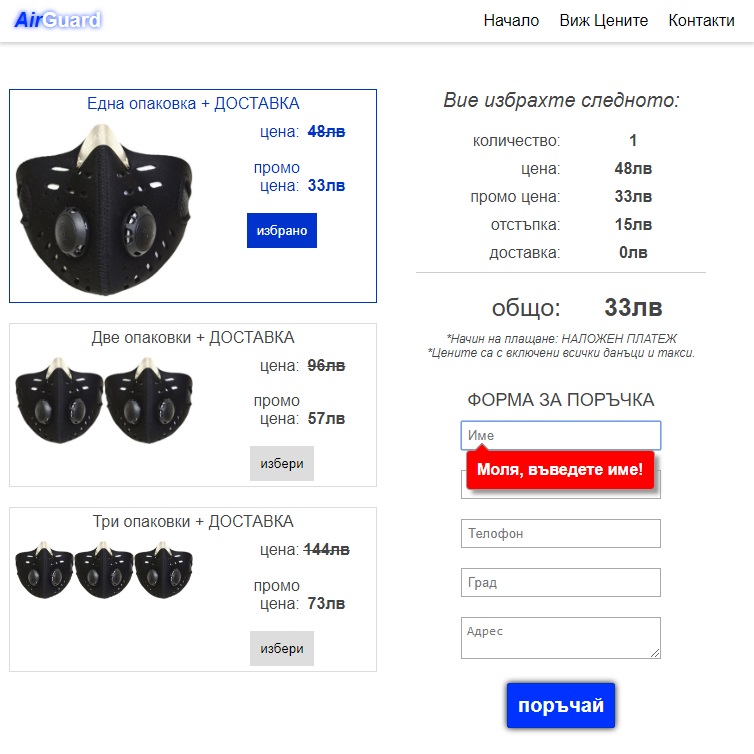 AirGuard
Начало Виж Цените Контакти
Една опаковка + ДОСТАВКА
цена: 48лв
промо
цена: 33лв
избрано
Две опаковки + ДОСТАВКА
цена: 96лв
промо
цена: 57лв
избери
Три опаковки + ДОСТАВКА
цена: 144лв
промо
цена: 73лв
избери
Вие избрахте следното:
количество: 1
цена: 48лв
промо цена: 33лв
отстъпка: 15лв
доставка: 0лв
общо: 33лв
*Начин на плащане: НАЛОЖЕН ПЛАТЕЖ
*Цените са с включени всички данъци и такси.
ФОРМА ЗА ПОРЪЧКА
Име
Моля, въведете име!
Телефон
Град
Адрес
поръчай